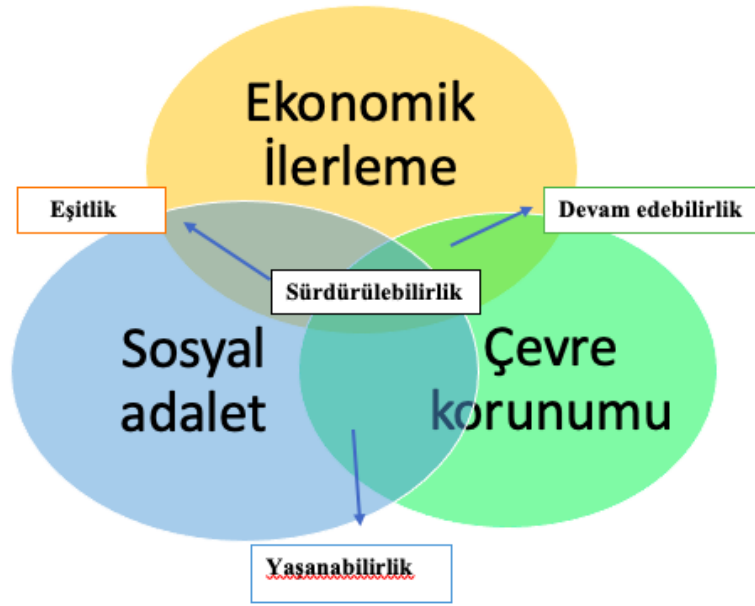 Ekonomik
İlerleme
Eşitlik
Devam edebilirlik
Sürdürülebilirlik
Sosyal
adalet
Çevre
korunumu
Yaşanabilirlik